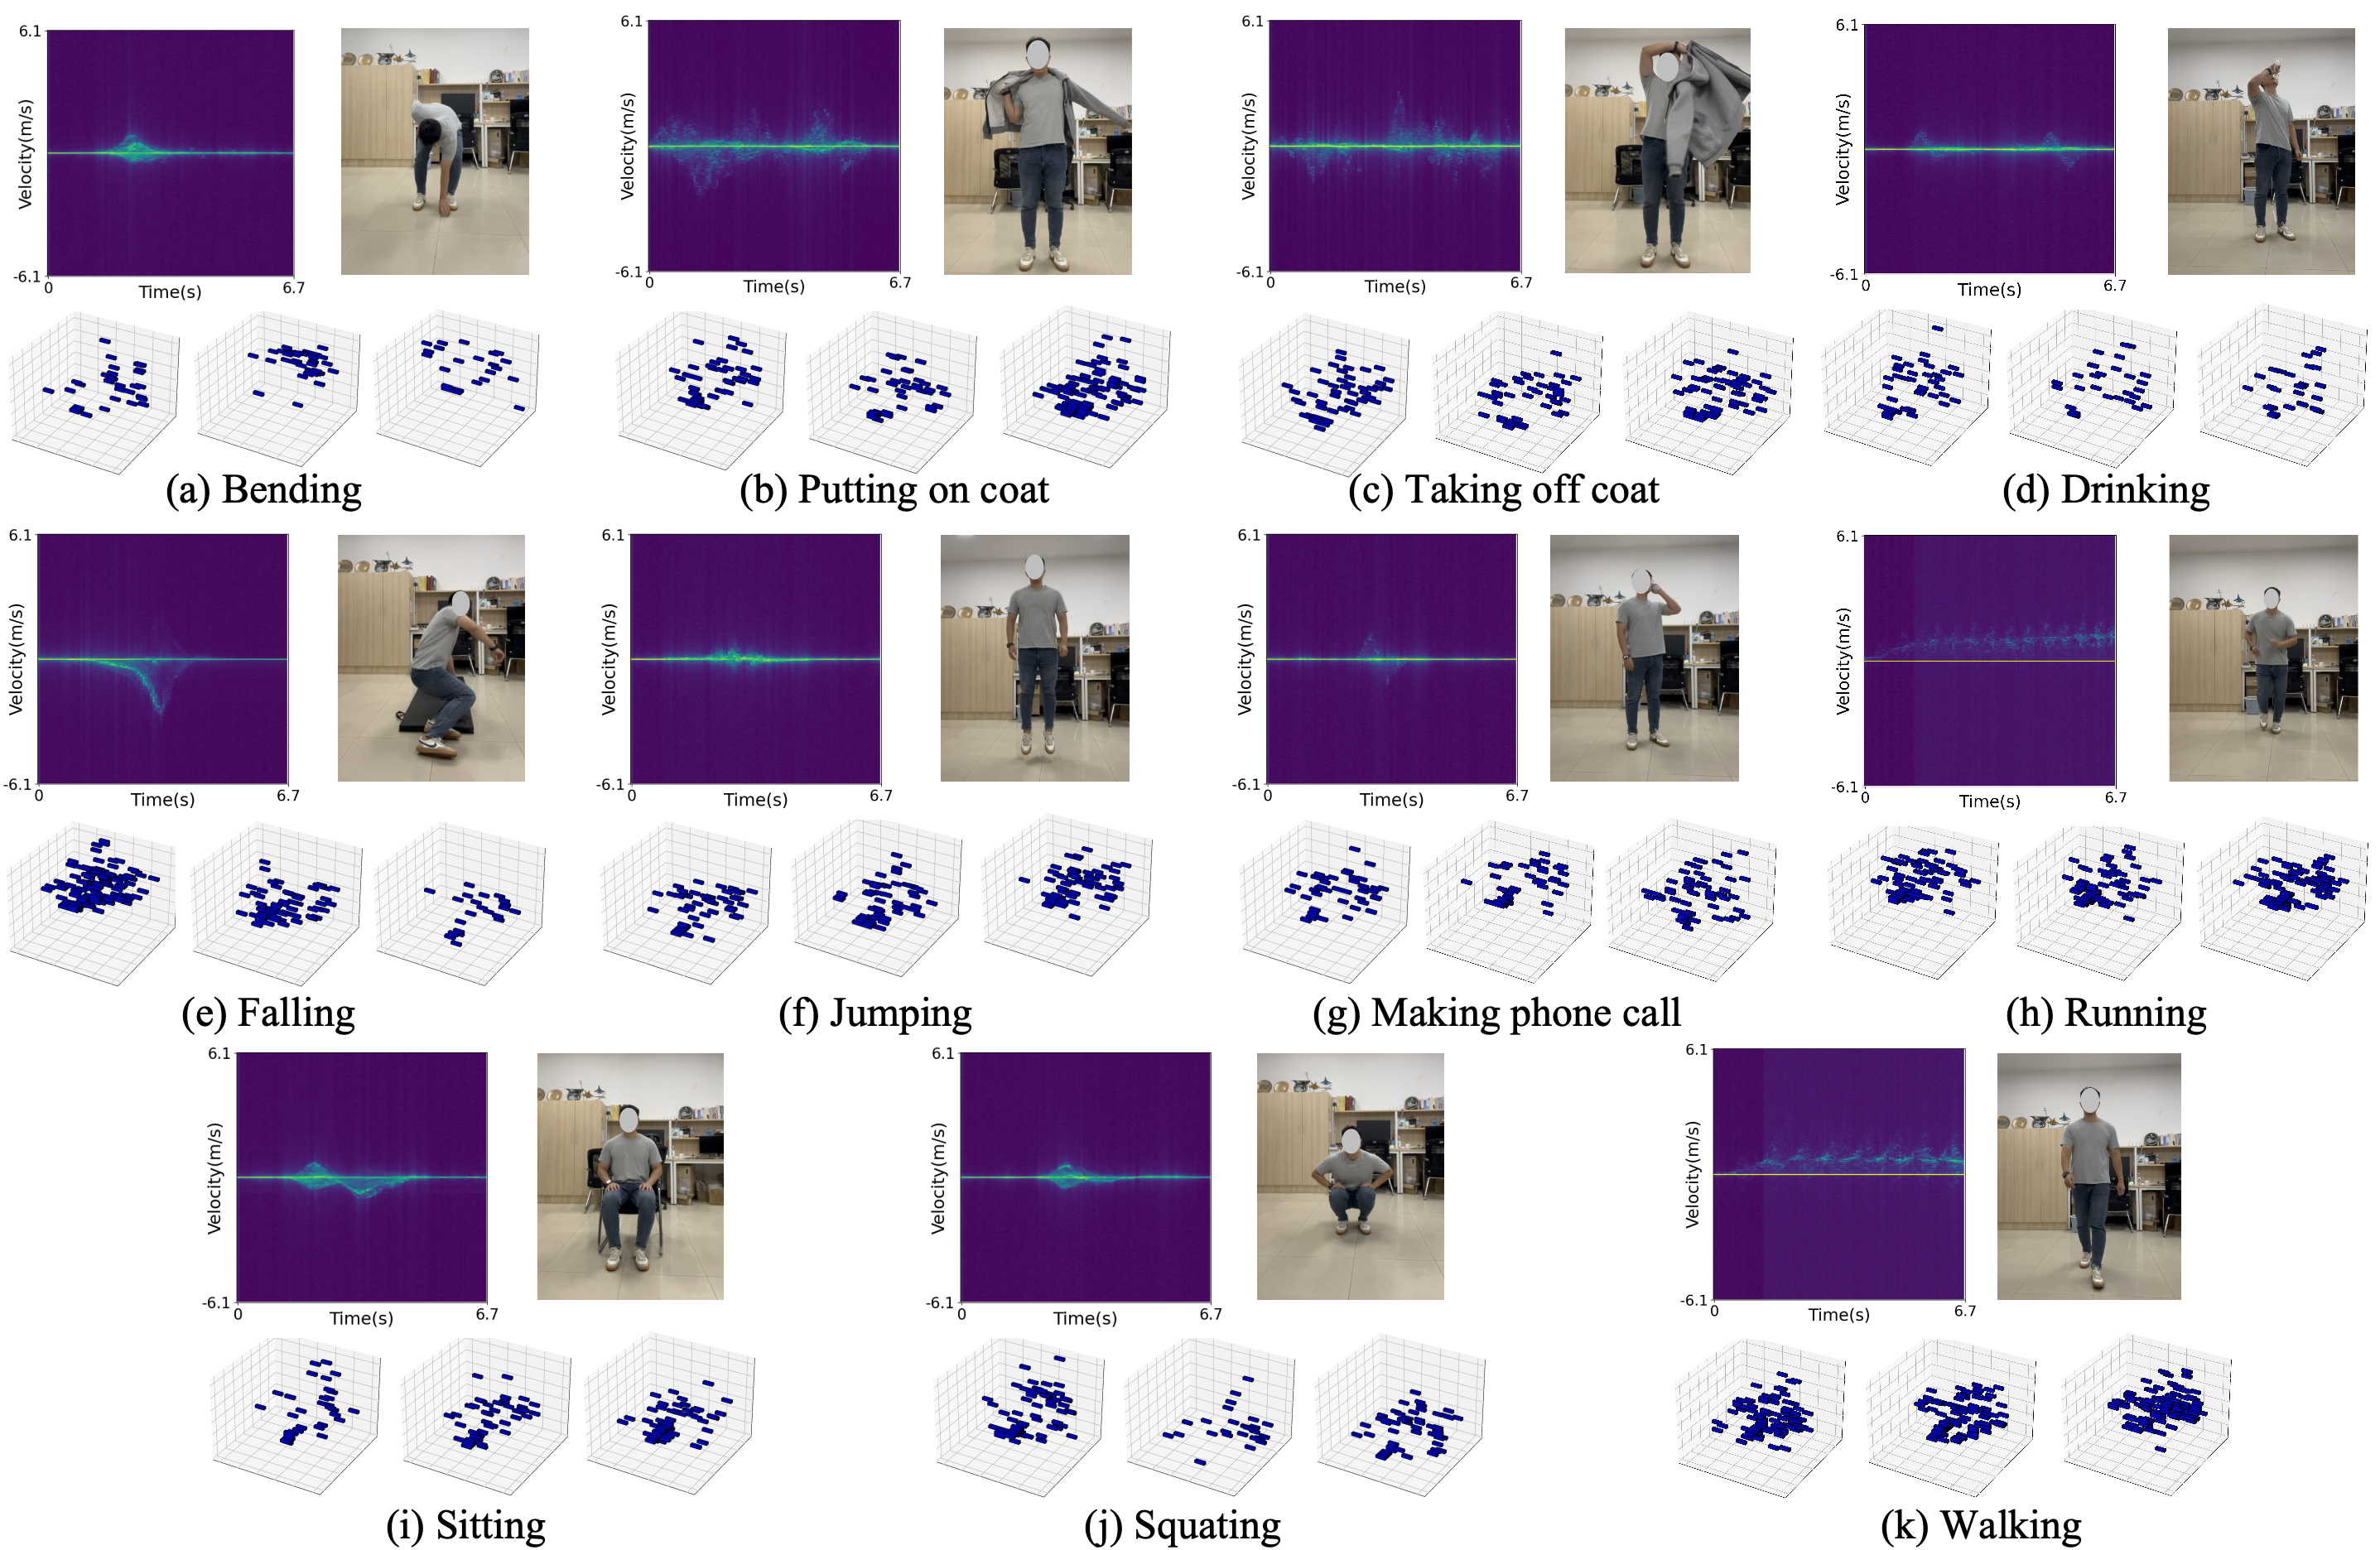 6.1
Velocity(m/s)
-6.1
0
6.7
Time(s)
(a) Bending
6.1
Velocity(m/s)
-6.1
0
6.7
Time(s)
(b) Putting on coat
6.1
Velocity(m/s)
-6.1
0
6.7
Time(s)
(c) Taking off coat
6.1
Velocity(m/s)
-6.1
0
6.7
Time(s)
(d) Drinking
6.1
Velocity(m/s)
-6.1
0
6.7
Time(s)
(e) Falling
6.1
Velocity(m/s)
-6.1
0
6.7
Time(s)
(f) Jumping
6.1
Velocity(m/s)
-6.1
0
6.7
Time(s)
(g) Making phone call
6.1
Velocity(m/s)
-6.1
0
6.7
Time(s)
(h) Running
6.1
Velocity(m/s)
-6.1
0
6.7
Time(s)
(i) Sitting
6.1
Velocity(m/s)
-6.1
0
6.7
Time(s)
(j) Squating
6.1
Velocity(m/s)
-6.1
0
6.7
Time(s)
(k) Walking